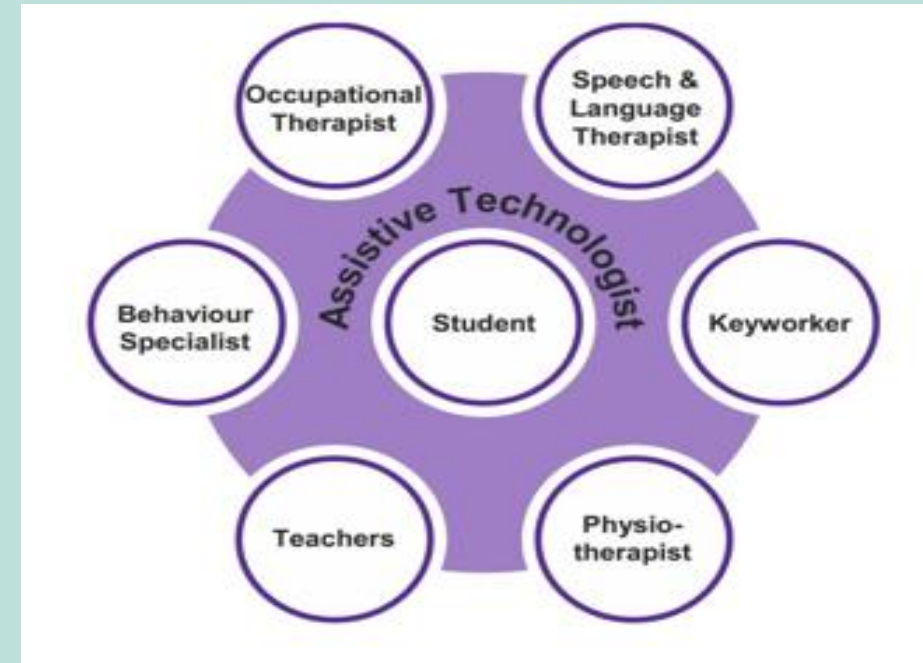 Occupational
Therapist
Speech &
Language
Therapist
Assistive Technologist
Behaviour
Specialist
Student
Keyworker
Teachers
Physio-
therapist